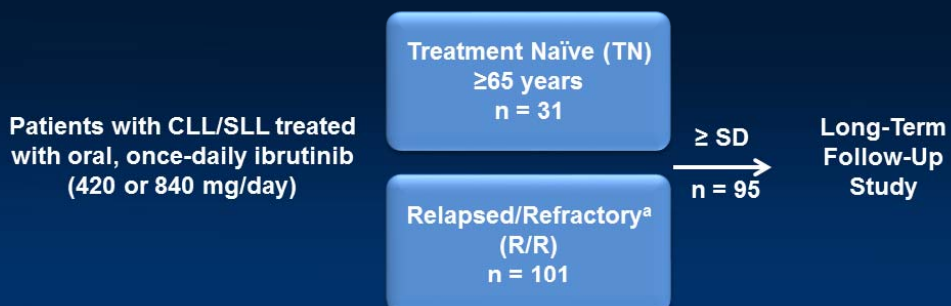 Patients with CLL/SLL treated
with oral, once-daily ibrutinib
(420 or 840 mg/day)
Treatment Naïve (TN)
≥65 years
n = 31
Relapsed/Refractoryᵃ
(R/R)
n = 101
≥ SD
n = 95
Long-Term
Follow-Up
Study